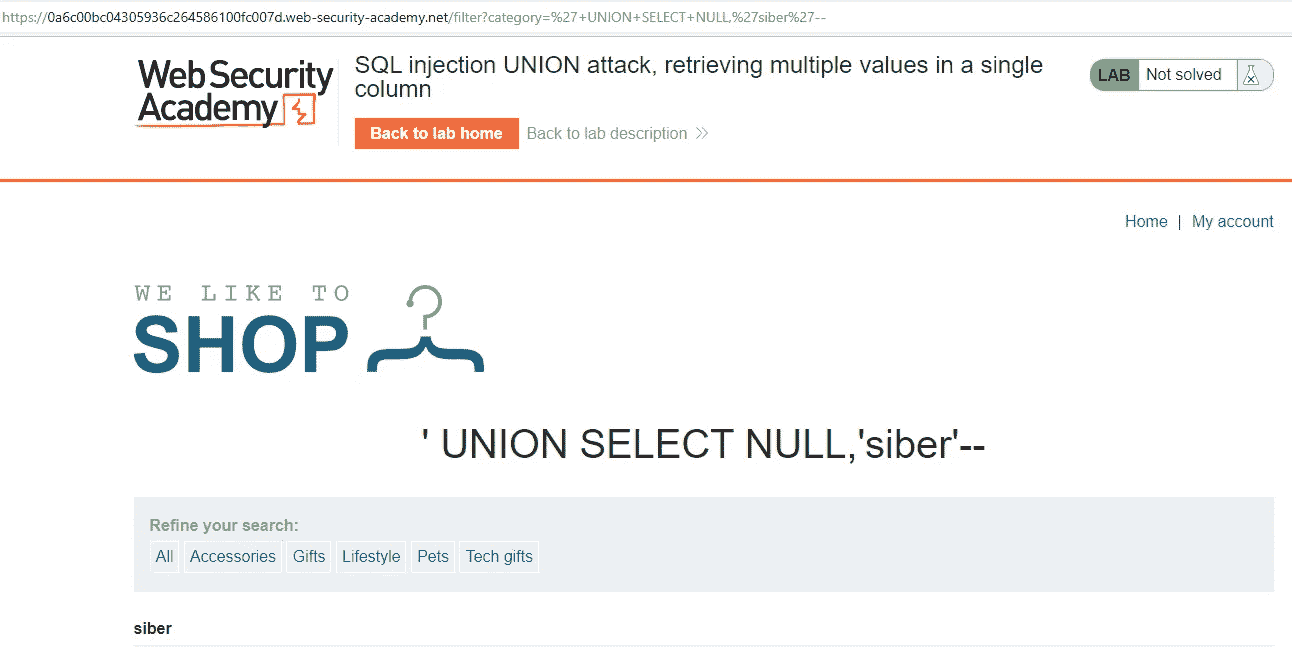 https://0a6c00bc04305936c264586100fc007d.web-security-academy.net/filter?category=%27+UNION+SELECT+NULL,%27siber%27--
Web Security
Academy
SQL injection UNION attack, retrieving multiple values in a single
column
LAB Not solved
Back to lab home Back to lab description
Home | My account
WE LIKE TO
SHOP
' UNION SELECT NULL,'siber'--
Refine your search:
All Accessories Gifts Lifestyle Pets Tech gifts
siber